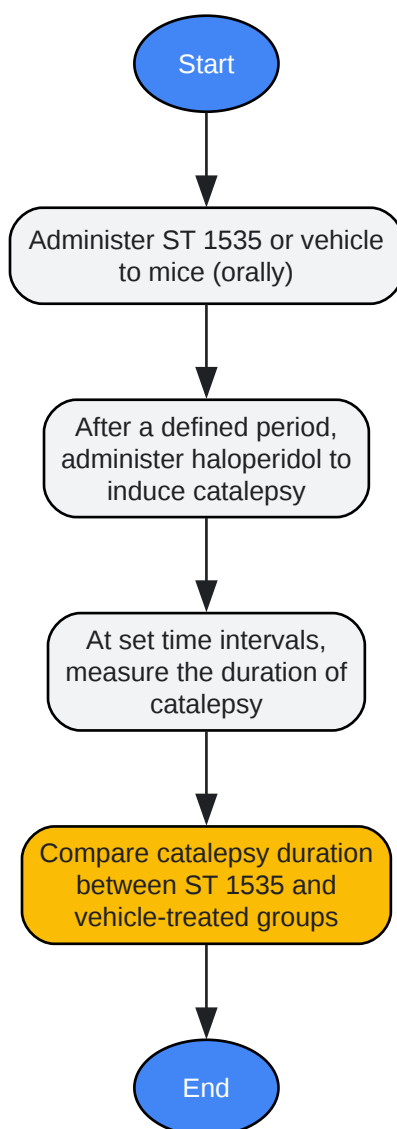 Start
Administer ST 1535 or vehicle
to mice (orally)
After a defined period,
administer haloperidol to
induce catalepsy
At set time intervals,
measure the duration of
catalepsy
Compare catalepsy duration
between ST 1535 and
vehicle-treated groups
End